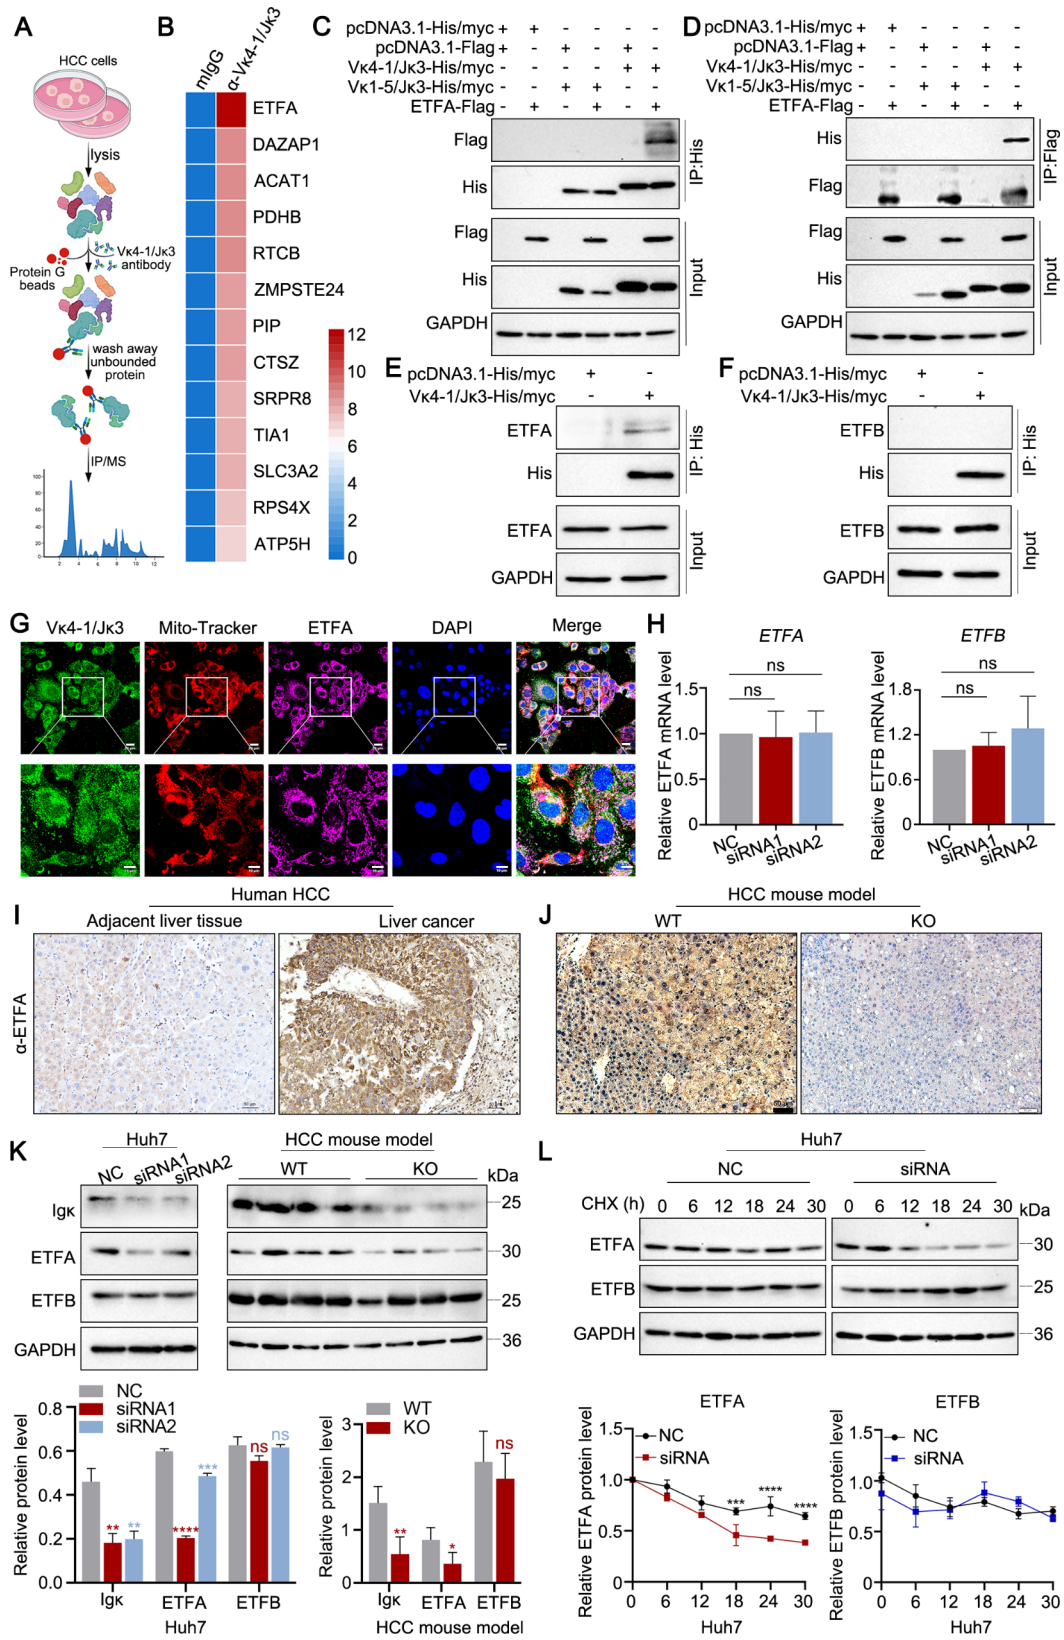 A
HCC cells
lysis
Protein G
beads
Vκ4-1/Jκ3
antibody
wash away
unbounded
protein
IP/MS
100
80
60
40
20
0
2 4 6 8 10 12
B
mIgG
α-Vκ4-1/Jκ3
ETFA
DAZAP1
ACAT1
PDHB
RTCB
ZMPSTE24
PIP
CTSZ
SRPR8
TIA1
SLC3A2
RPS4X
ATP5H
12
10
8
6
4
2
0
C
pcDNA3.1-His/myc + + - - - -
pcDNA3.1-Flag + - + - + -
Vκ4-1/Jκ3-His/myc - - - - + +
Vκ1-5/Jκ3-His/myc - - + + - -
ETFA-Flag - + - + - +
Flag
His
IP:His
Flag
His
GAPDH
Input
D
pcDNA3.1-His/myc + + - - - -
pcDNA3.1-Flag + - + - + -
Vκ4-1/Jκ3-His/myc - - - - + +
Vκ1-5/Jκ3-His/myc - - + + - -
ETFA-Flag - + - + - +
His
Flag
IP:Flag
Flag
His
GAPDH
Input
E
pcDNA3.1-His/myc + -
Vκ4-1/Jκ3-His/myc - +
ETFA
His
IP: His
ETFA
GAPDH
Input
F
pcDNA3.1-His/myc + -
Vκ4-1/Jκ3-His/myc - +
ETFB
His
IP: His
ETFB
GAPDH
Input
G
Vκ4-1/Jκ3 Mito-Tracker ETFA DAPI Merge
H
ETFA
Relative ETFA mRNA level
1.5
1.0
0.5
0
ns
ns
NC siRNA1 siRNA2
ETFB
Relative ETFB mRNA level
1.8
1.2
0.6
0
ns
ns
NC siRNA1 siRNA2
I
Human HCC
Adjacent liver tissue Liver cancer
α-ETFA
J
HCC mouse model
WT KO
K
Huh7
NC siRNA1 siRNA2
HCC mouse model
WT KO
kDa
Igκ
25
ETFA
30
ETFB
25
GAPDH
36
NC
siRNA1
siRNA2
Relative protein level
0.8
0.6
0.4
0.2
0.0
** ** **** *** ns ns
Igκ ETFA ETFB
Huh7
WT
KO
Relative protein level
3
2
1
0
** * ns
Igκ ETFA ETFB
HCC mouse model
L
Huh7
NC siRNA
CHX (h) 0 6 12 18 24 30 0 6 12 18 24 30 kDa
ETFA
30
ETFB
25
GAPDH
36
ETFA
NC
siRNA
Relative ETFA protein level
1.5
1.0
0.5
0
*** **** ****
0 6 12 18 24 30
Huh7
ETFB
NC
siRNA
Relative ETFB protein level
1.5
1.0
0.5
0
0 6 12 18 24 30
Huh7